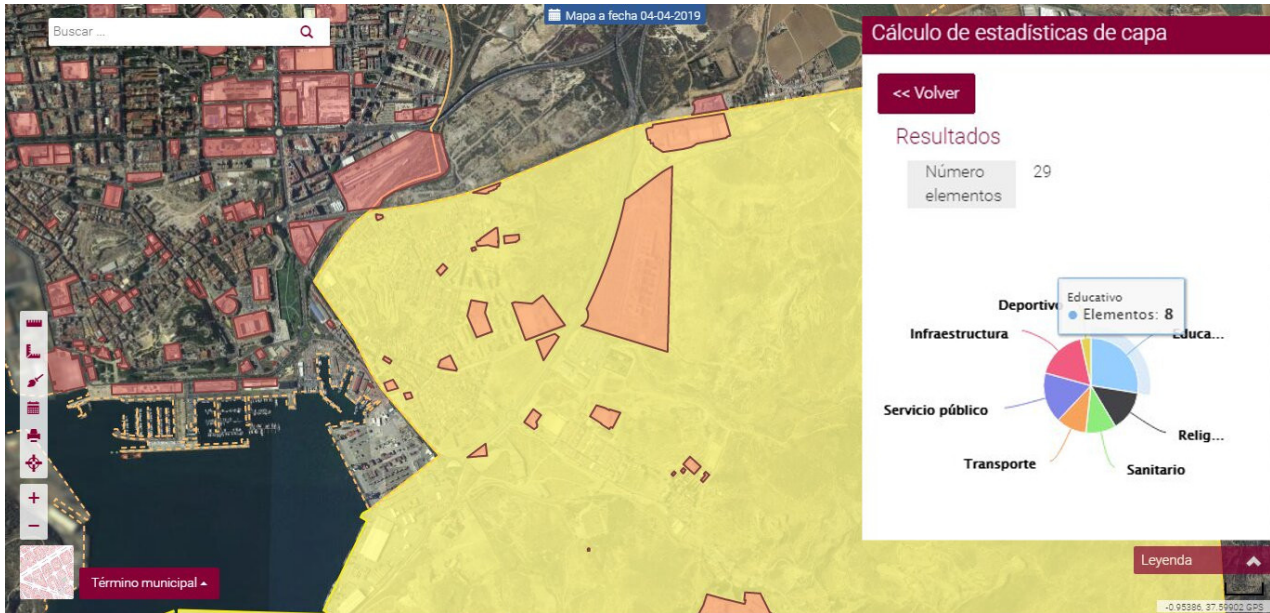 Buscar ...
Mapa a fecha 04-04-2019
Cálculo de estadísticas de capa
<< Volver
Resultados
Número
elementos
29
Educativo
Elementos: 8
Deportivo
Educa...
Infraestructura
Servicio público
Relig...
Transporte
Sanitario
Leyenda
Término municipal
-0.95386, 37.59902 GPS